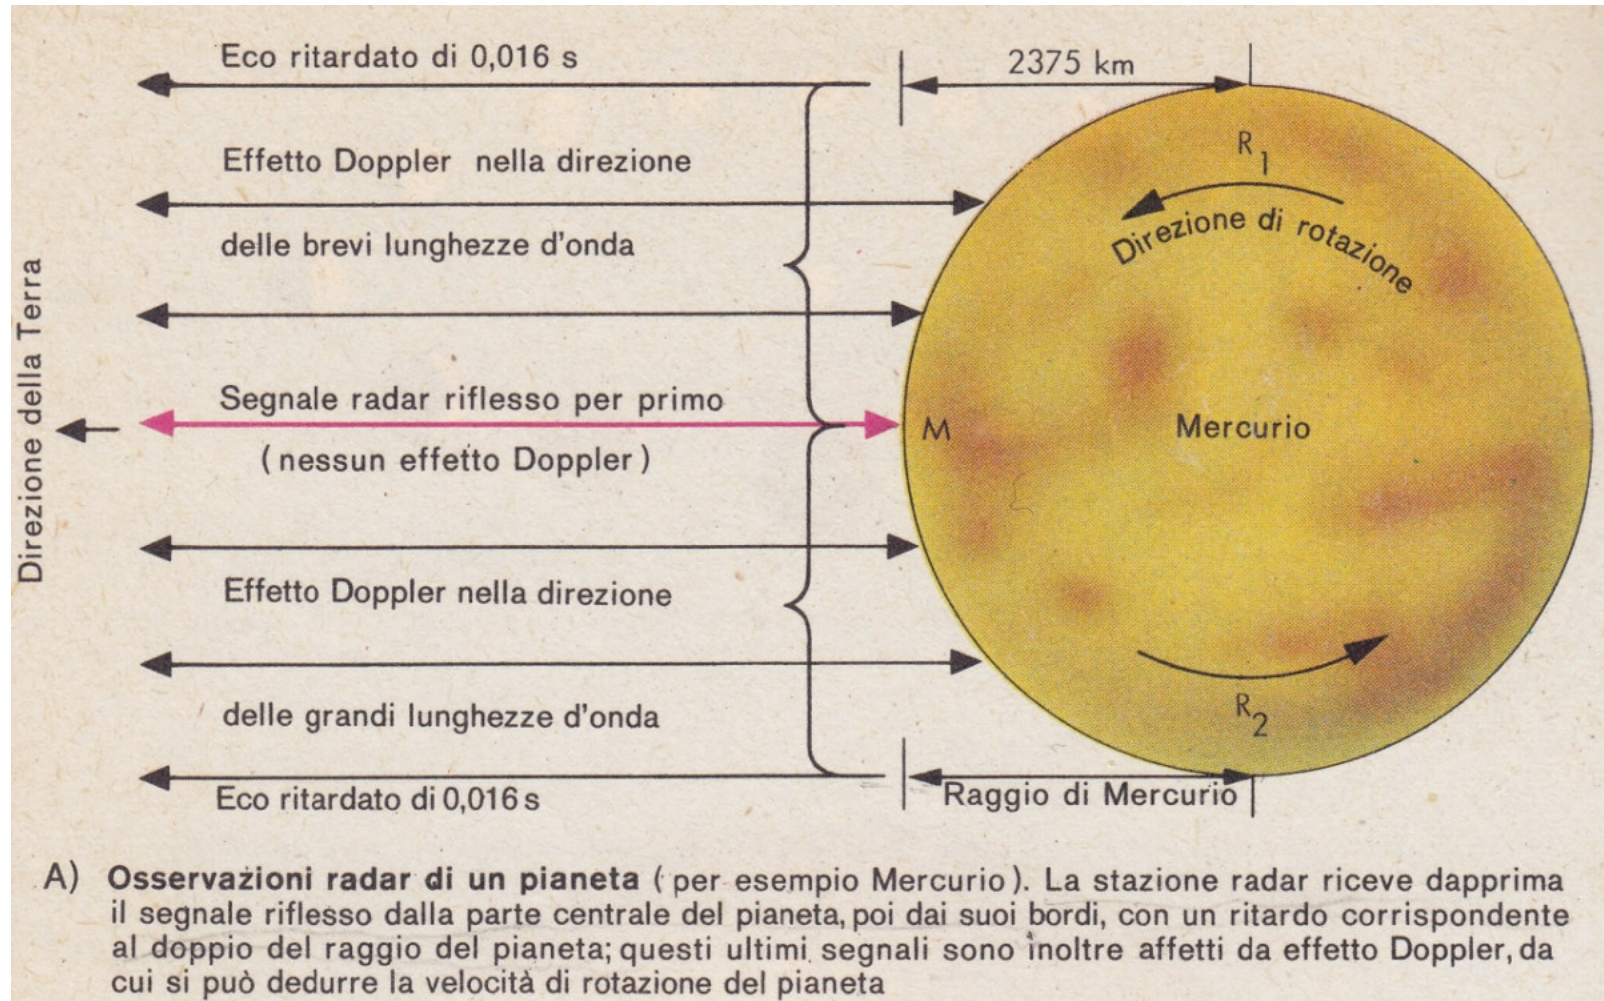 Eco ritardato di 0,016 s
2375 km
Effetto Doppler nella direzione
delle brevi lunghezze d'onda
R1
Direzione di rotazione
Direzione della Terra
Segnale radar riflesso per primo
(nessun effetto Doppler)
M
Mercurio
Effetto Doppler nella direzione
delle grandi lunghezze d'onda
R2
Eco ritardato di 0,016 s
Raggio di Mercurio
A) Osservazioni radar di un pianeta (per esempio Mercurio). La stazione radar riceve dapprima
il segnale riflesso dalla parte centrale del pianeta, poi dai suoi bordi, con un ritardo corrispondente
al doppio del raggio del pianeta; questi ultimi segnali sono inoltre affetti da effetto Doppler, da
cui si può dedurre la velocità di rotazione del pianeta